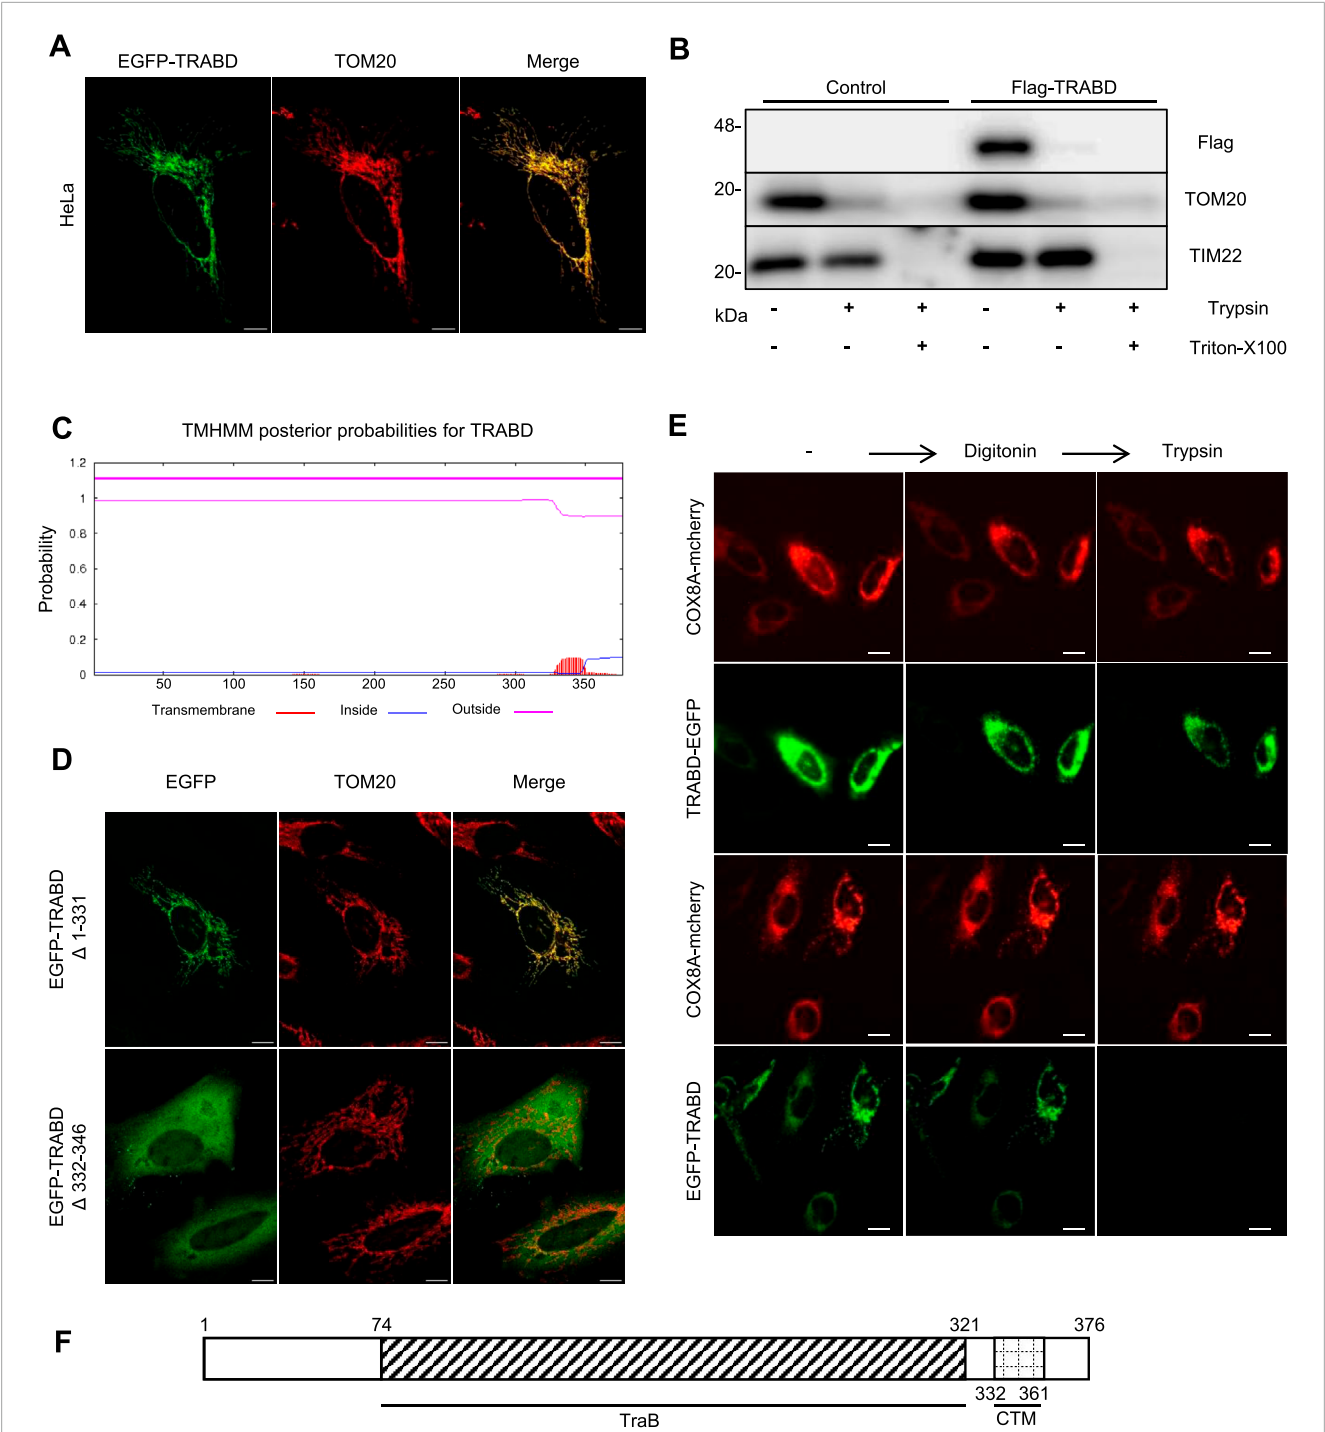 A
EGFP-TRABD TOM20 Merge
HeLa
B
Control Flag-TRABD
48-
Flag
20-
TOM20
TIM22
20-
kDa
- + + - + + Trypsin
- - + - - + Triton-X100
C
TMHMM posterior probabilities for TRABD
1.2
1
0.8
0.6
0.4
0.2
0
Probability
50 100 150 200 250 300 350
Transmembrane Inside Outside
D
EGFP TOM20 Merge
EGFP-TRABD
Δ 1-331
EGFP-TRABD
Δ 332-346
E
- Digitonin Trypsin
COX8A-mcherry
TRABD-EGFP
COX8A-mcherry
EGFP-TRABD
F
1 74 321 376
332 361
TraB CTM